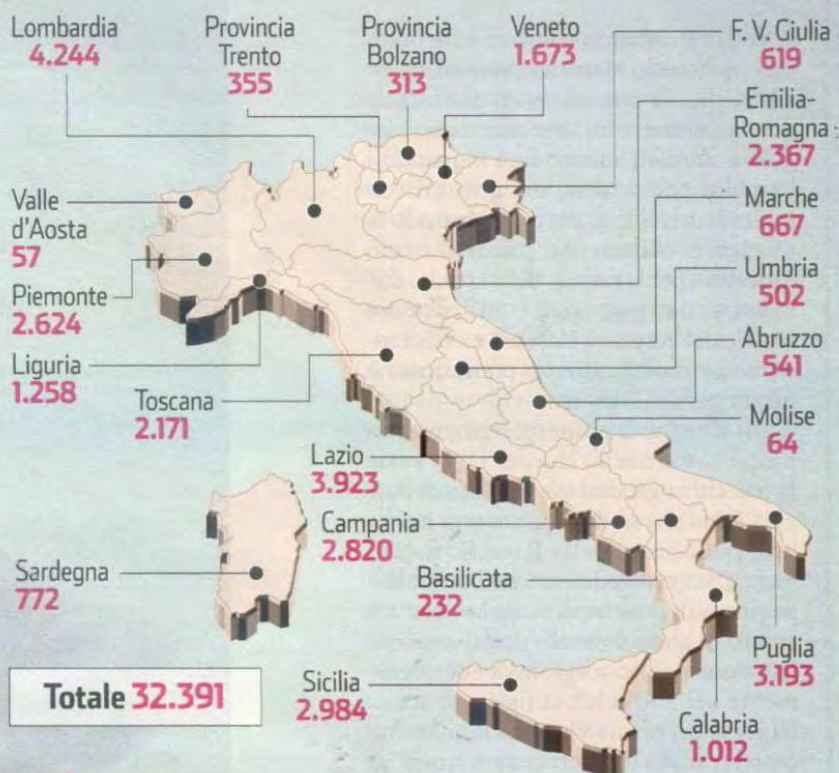 Lombardia
4.244
Provincia
Trento
355
Provincia
Bolzano
313
Veneto
1.673
F. V. Giulia
619
Emilia-
Romagna
2.367
Valle
d'Aosta
57
Marche
667
Piemonte
2.624
Umbria
502
Liguria
1.258
Abruzzo
541
Toscana
2.171
Molise
64
Lazio
3.923
Campania
2.820
Sardegna
772
Basilicata
232
Puglia
3.193
Totale 32.391
Sicilia
2.984
Calabria
1.012